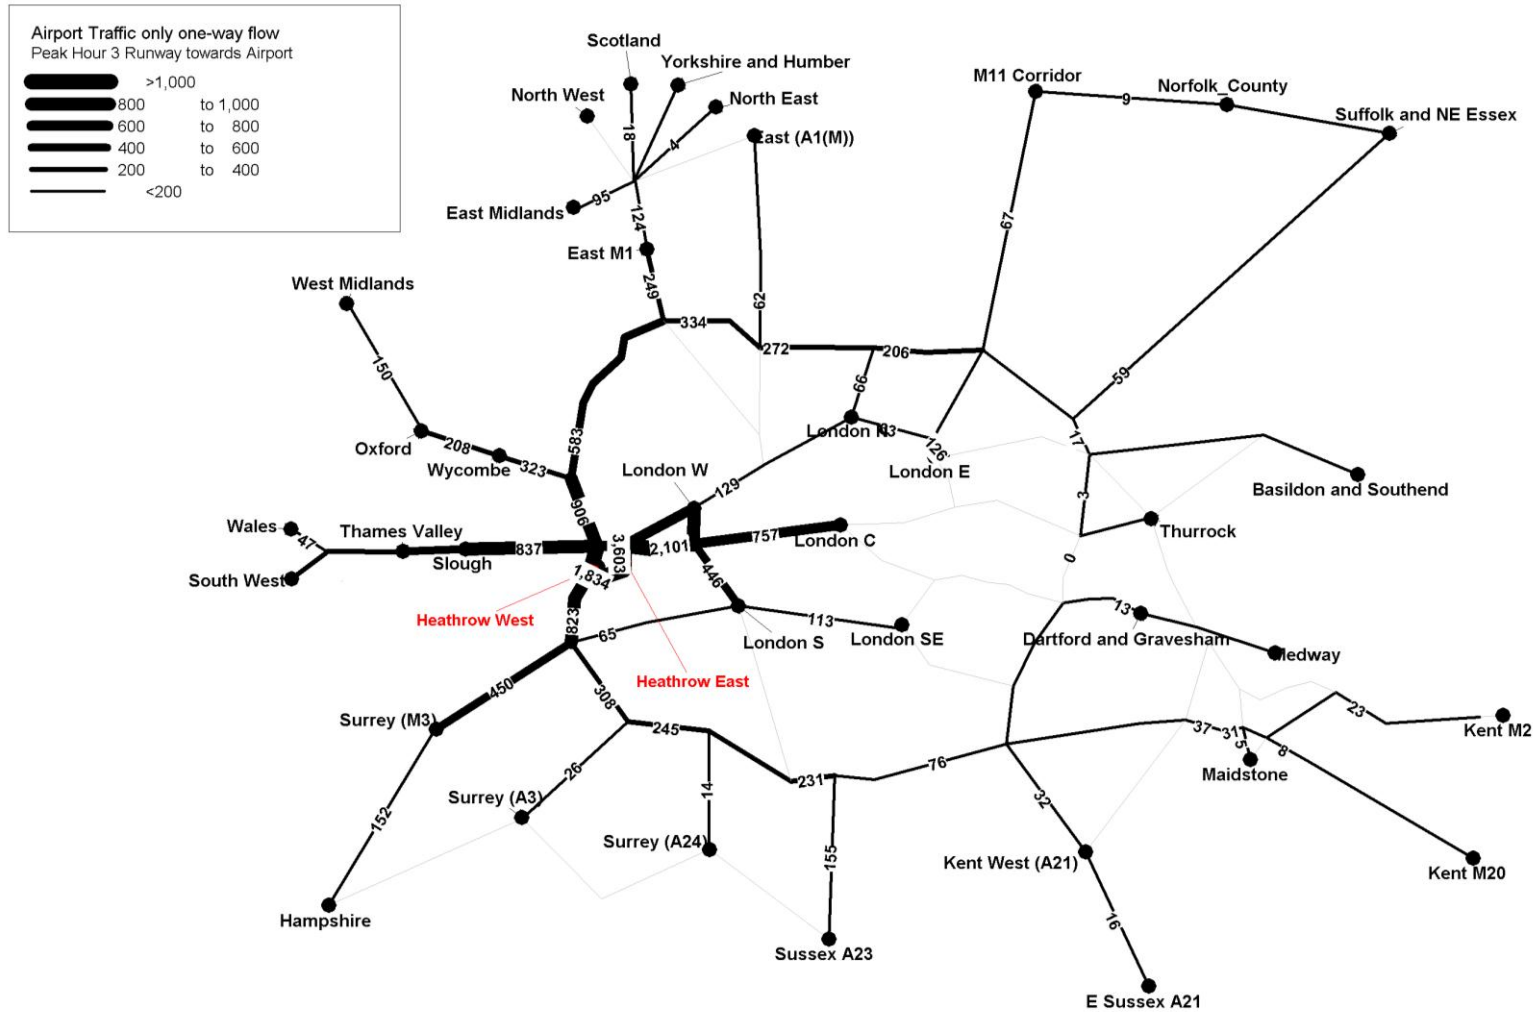 Airport Traffic only one-way flow
Peak Hour 3 Runway towards Airport
>1,000
800 to 1,000
600 to 800
400 to 600
200 to 400
<200
Scotland
Yorkshire and Humber
North West
North East
East (A1(M))
18
4
95
East Midlands
124
East M1
249
62
M11 Corridor
9
Norfolk_County
Suffolk and NE Essex
67
59
West Midlands
150
334
272
206
66
Oxford
208
Wycombe
323
583
London N
126
London E
17
Basildon and Southend
London W
129
906
3
Wales
47
Thames Valley
Slough
837
3,603
2,101
757
London C
Thurrock
South West
1,834
446
0
Heathrow West
823
65
London S
113
London SE
13
Dartford and Gravesham
Medway
Heathrow East
450
308
Surrey (M3)
245
231
76
37
31
5
8
23
Kent M2
Maidstone
26
Surrey (A3)
14
Surrey (A24)
152
155
32
Kent West (A21)
Kent M20
Hampshire
16
Sussex A23
E Sussex A21